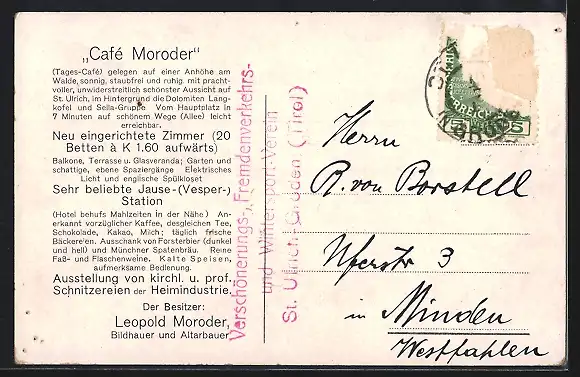 „Café Moroder“
(Tages-Café) gelegen auf einer Anhöhe am
Walde, sonnig, staubfrei und ruhig, mit pracht-
voller, unwiderstreitlich schönster Aussicht auf
St. Ulrich, im Hintergrund die Dolomiten Lang-
kofel und Sella-Gruppe Vom Hauptplatz in
7 Minuten auf schönem Wege (Allee) leicht
erreichbar.
Neu eingerichtete Zimmer (20
Betten à K 1.60 aufwärts)
Balkone, Terrasse u. Glasveranda; Garten und
schattige, ebene Spaziergänge Elektrisches
Licht und englische Spülkloset
Sehr beliebte Jause-(Vesper-)
Station
(Hotel behufs Mahlzeiten in der Nähe) An-
erkannt vorzüglicher Kaffee, desgleichen Tee,
Schokolade, Kakao, Milch; täglich frische
Bäckereien. Ausschank von Forsterbier (dunkel
und hell) und Münchner Spatenbräu. Reine
Faß- und Flaschenweine. Kalte Speisen,
aufmerksame Bedienung.
Ausstellung von kirchl. u. prof.
Schnitzereien der Heimindustrie.
Der Besitzer:
Leopold Moroder,
Bildhauer und Altarbauer
Verschönerungs-, Fremdenverkehrs-
und Wintersport-Verein
St. Ulrich-Gröden (Tirol)
5 5
Herrn
R. von Borstell
Uferstr 3
in Minden
Westfahlen